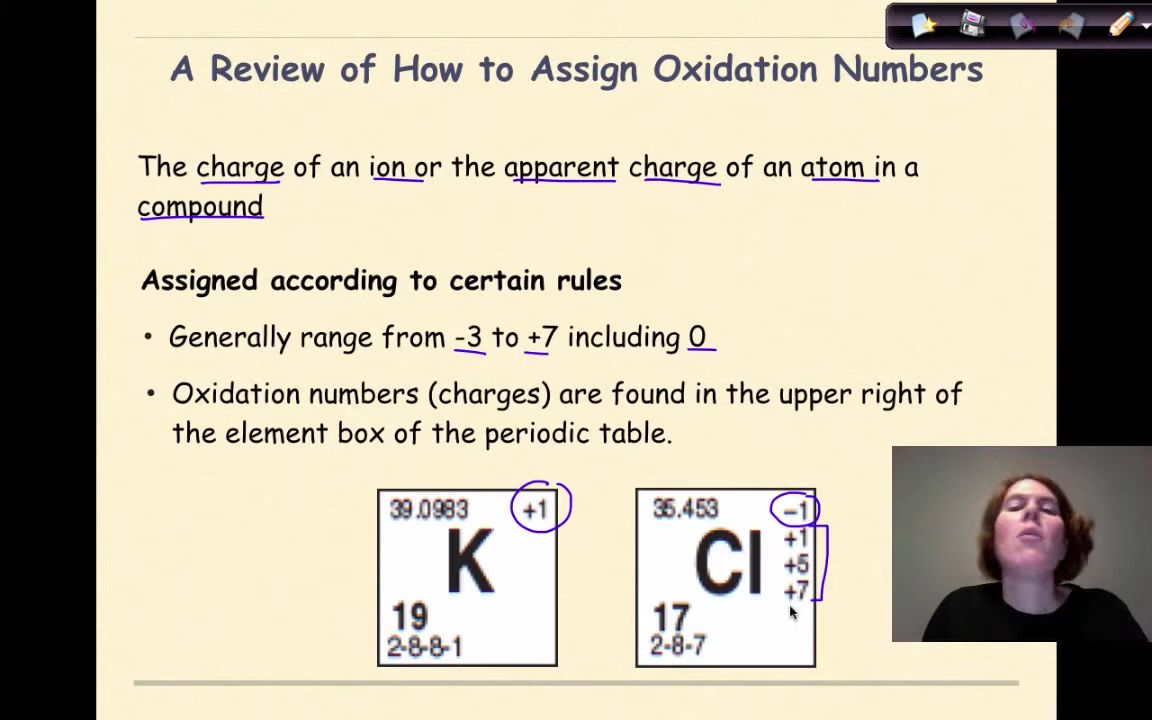 A Review of How to Assign Oxidation Numbers
The charge of an ion or the apparent charge of an atom in a
compound
Assigned according to certain rules
• Generally range from -3 to +7 including 0
• Oxidation numbers (charges) are found in the upper right of
the element box of the periodic table.
39.0983 +1
K
19
2-8-8-1
35.453 −1
+1
Cl +5
+7
17
2-8-7